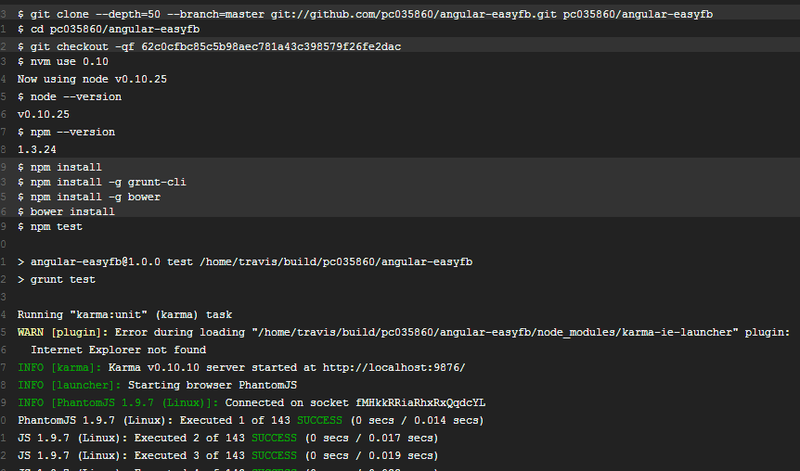 3 $ git clone --depth=50 --branch=master git://github.com/pc035860/angular-easyfb.git pc035860/angular-easyfb
1 $ cd pc035860/angular-easyfb
2 $ git checkout -qf 62c0cfbc85c5b98aec781a43c398579f26fe2dac
3 $ nvm use 0.10
4 Now using node v0.10.25
5 $ node --version
6 v0.10.25
7 $ npm --version
8 1.3.24
9 $ npm install
3 $ npm install -g grunt-cli
5 $ npm install -g bower
6 $ bower install
9 $ npm test
0
1 > angular-easyfb@1.0.0 test /home/travis/build/pc035860/angular-easyfb
2 > grunt test
3
4 Running "karma:unit" (karma) task
5 WARN [plugin]: Error during loading "/home/travis/build/pc035860/angular-easyfb/node_modules/karma-ie-launcher" plugin:
6 Internet Explorer not found
7 INFO [karma]: Karma v0.10.10 server started at http://localhost:9876/
8 INFO [launcher]: Starting browser PhantomJS
9 INFO [PhantomJS 1.9.7 (Linux)]: Connected on socket fMHkkRRiaRhxRxQqdcYL
0 PhantomJS 1.9.7 (Linux): Executed 1 of 143 SUCCESS (0 secs / 0.014 secs)
1 JS 1.9.7 (Linux): Executed 2 of 143 SUCCESS (0 secs / 0.017 secs)
2 JS 1.9.7 (Linux): Executed 3 of 143 SUCCESS (0 secs / 0.019 secs)